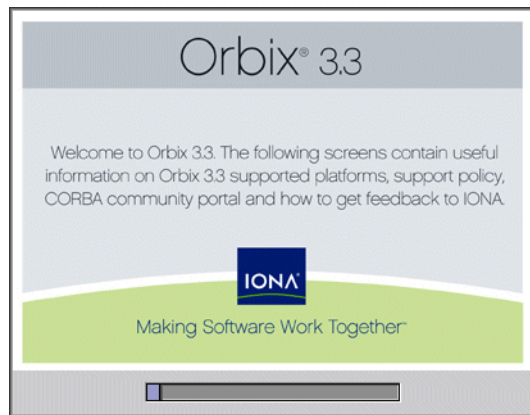 Orbix® 3.3
Welcome to Orbix 3.3. The following screens contain useful
information on Orbix 3.3 supported platforms, support policy,
CORBA community portal and how to get feedback to IONA.
IONA
Making Software Work Together™